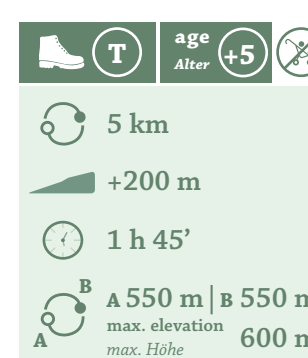 T
age
Alter
+5
5 km
+200 m
1 h 45’
B
A
A 550 m | B 550 m
max. elevation
max. Höhe
600 m